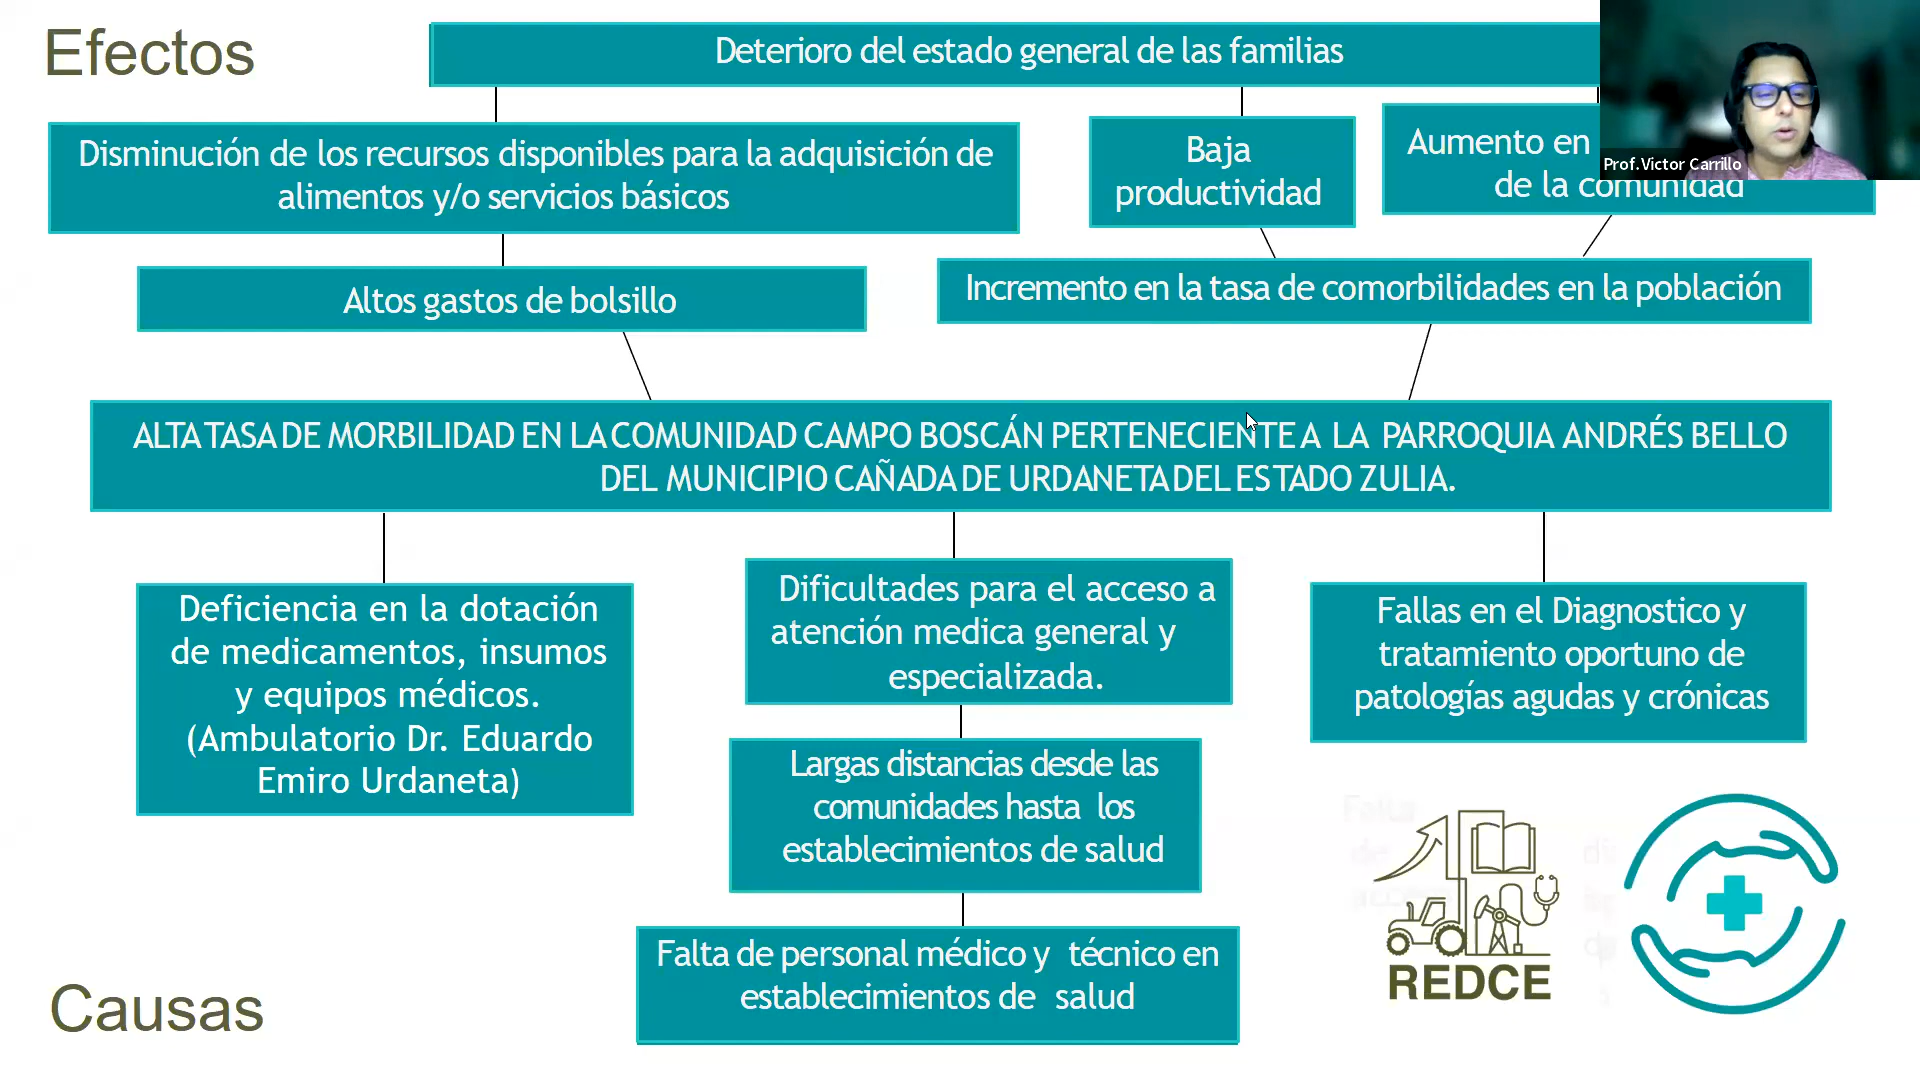 Efectos
Deterioro del estado general de las familias
Disminución de los recursos disponibles para la adquisición de
alimentos y/o servicios básicos
Baja
productividad
Aumento en
de la comunidad
Prof. Victor Carrillo
Altos gastos de bolsillo
Incremento en la tasa de comorbilidades en la población
ALTA TASA DE MORBILIDAD EN LA COMUNIDAD CAMPO BOSCÁN PERTENECIENTE A LA PARROQUIA ANDRÉS BELLO
DEL MUNICIPIO CAÑADA DE URDANETA DEL ESTADO ZULIA.
Deficiencia en la dotación
de medicamentos, insumos
y equipos médicos.
(Ambulatorio Dr. Eduardo
Emiro Urdaneta)
Dificultades para el acceso a
atención medica general y
especializada.
Largas distancias desde las
comunidades hasta los
establecimientos de salud
Falta de personal médico y técnico en
establecimientos de salud
Fallas en el Diagnostico y
tratamiento oportuno de
patologías agudas y crónicas
Falta
de
REDCE
Causas